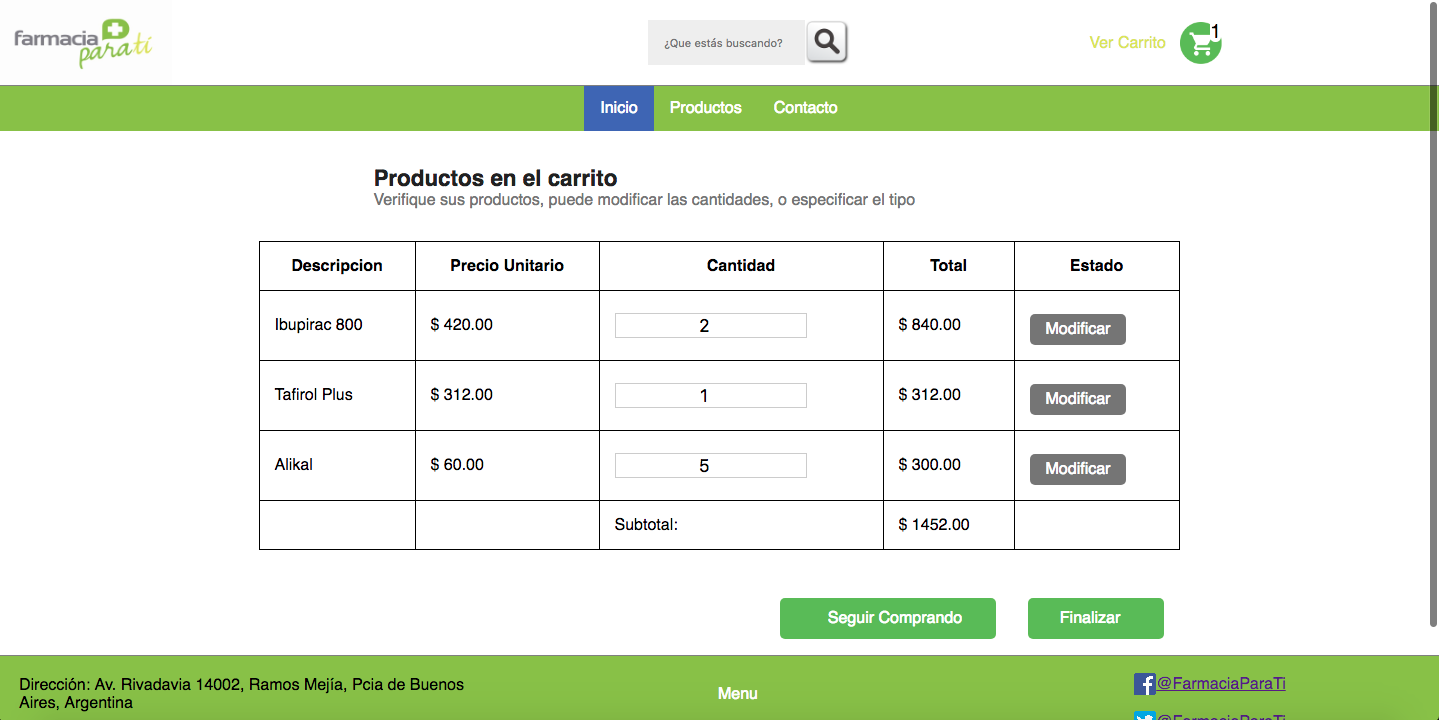 farmacia
para ti
¿Que estás buscando?
Ver Carrito
1
Inicio Productos Contacto
Productos en el carrito
Verifique sus productos, puede modificar las cantidades, o especificar el tipo
Descripcion Precio Unitario Cantidad Total Estado
Ibupirac 800 $ 420.00 2 $ 840.00 Modificar
Tafirol Plus $ 312.00 1 $ 312.00 Modificar
Alikal $ 60.00 5 $ 300.00 Modificar
Subtotal: $ 1452.00
Seguir Comprando Finalizar
Dirección: Av. Rivadavia 14002, Ramos Mejía, Pcia de Buenos
Aires, Argentina
Menu
@FarmaciaParaTi
@FarmaciaParaTi